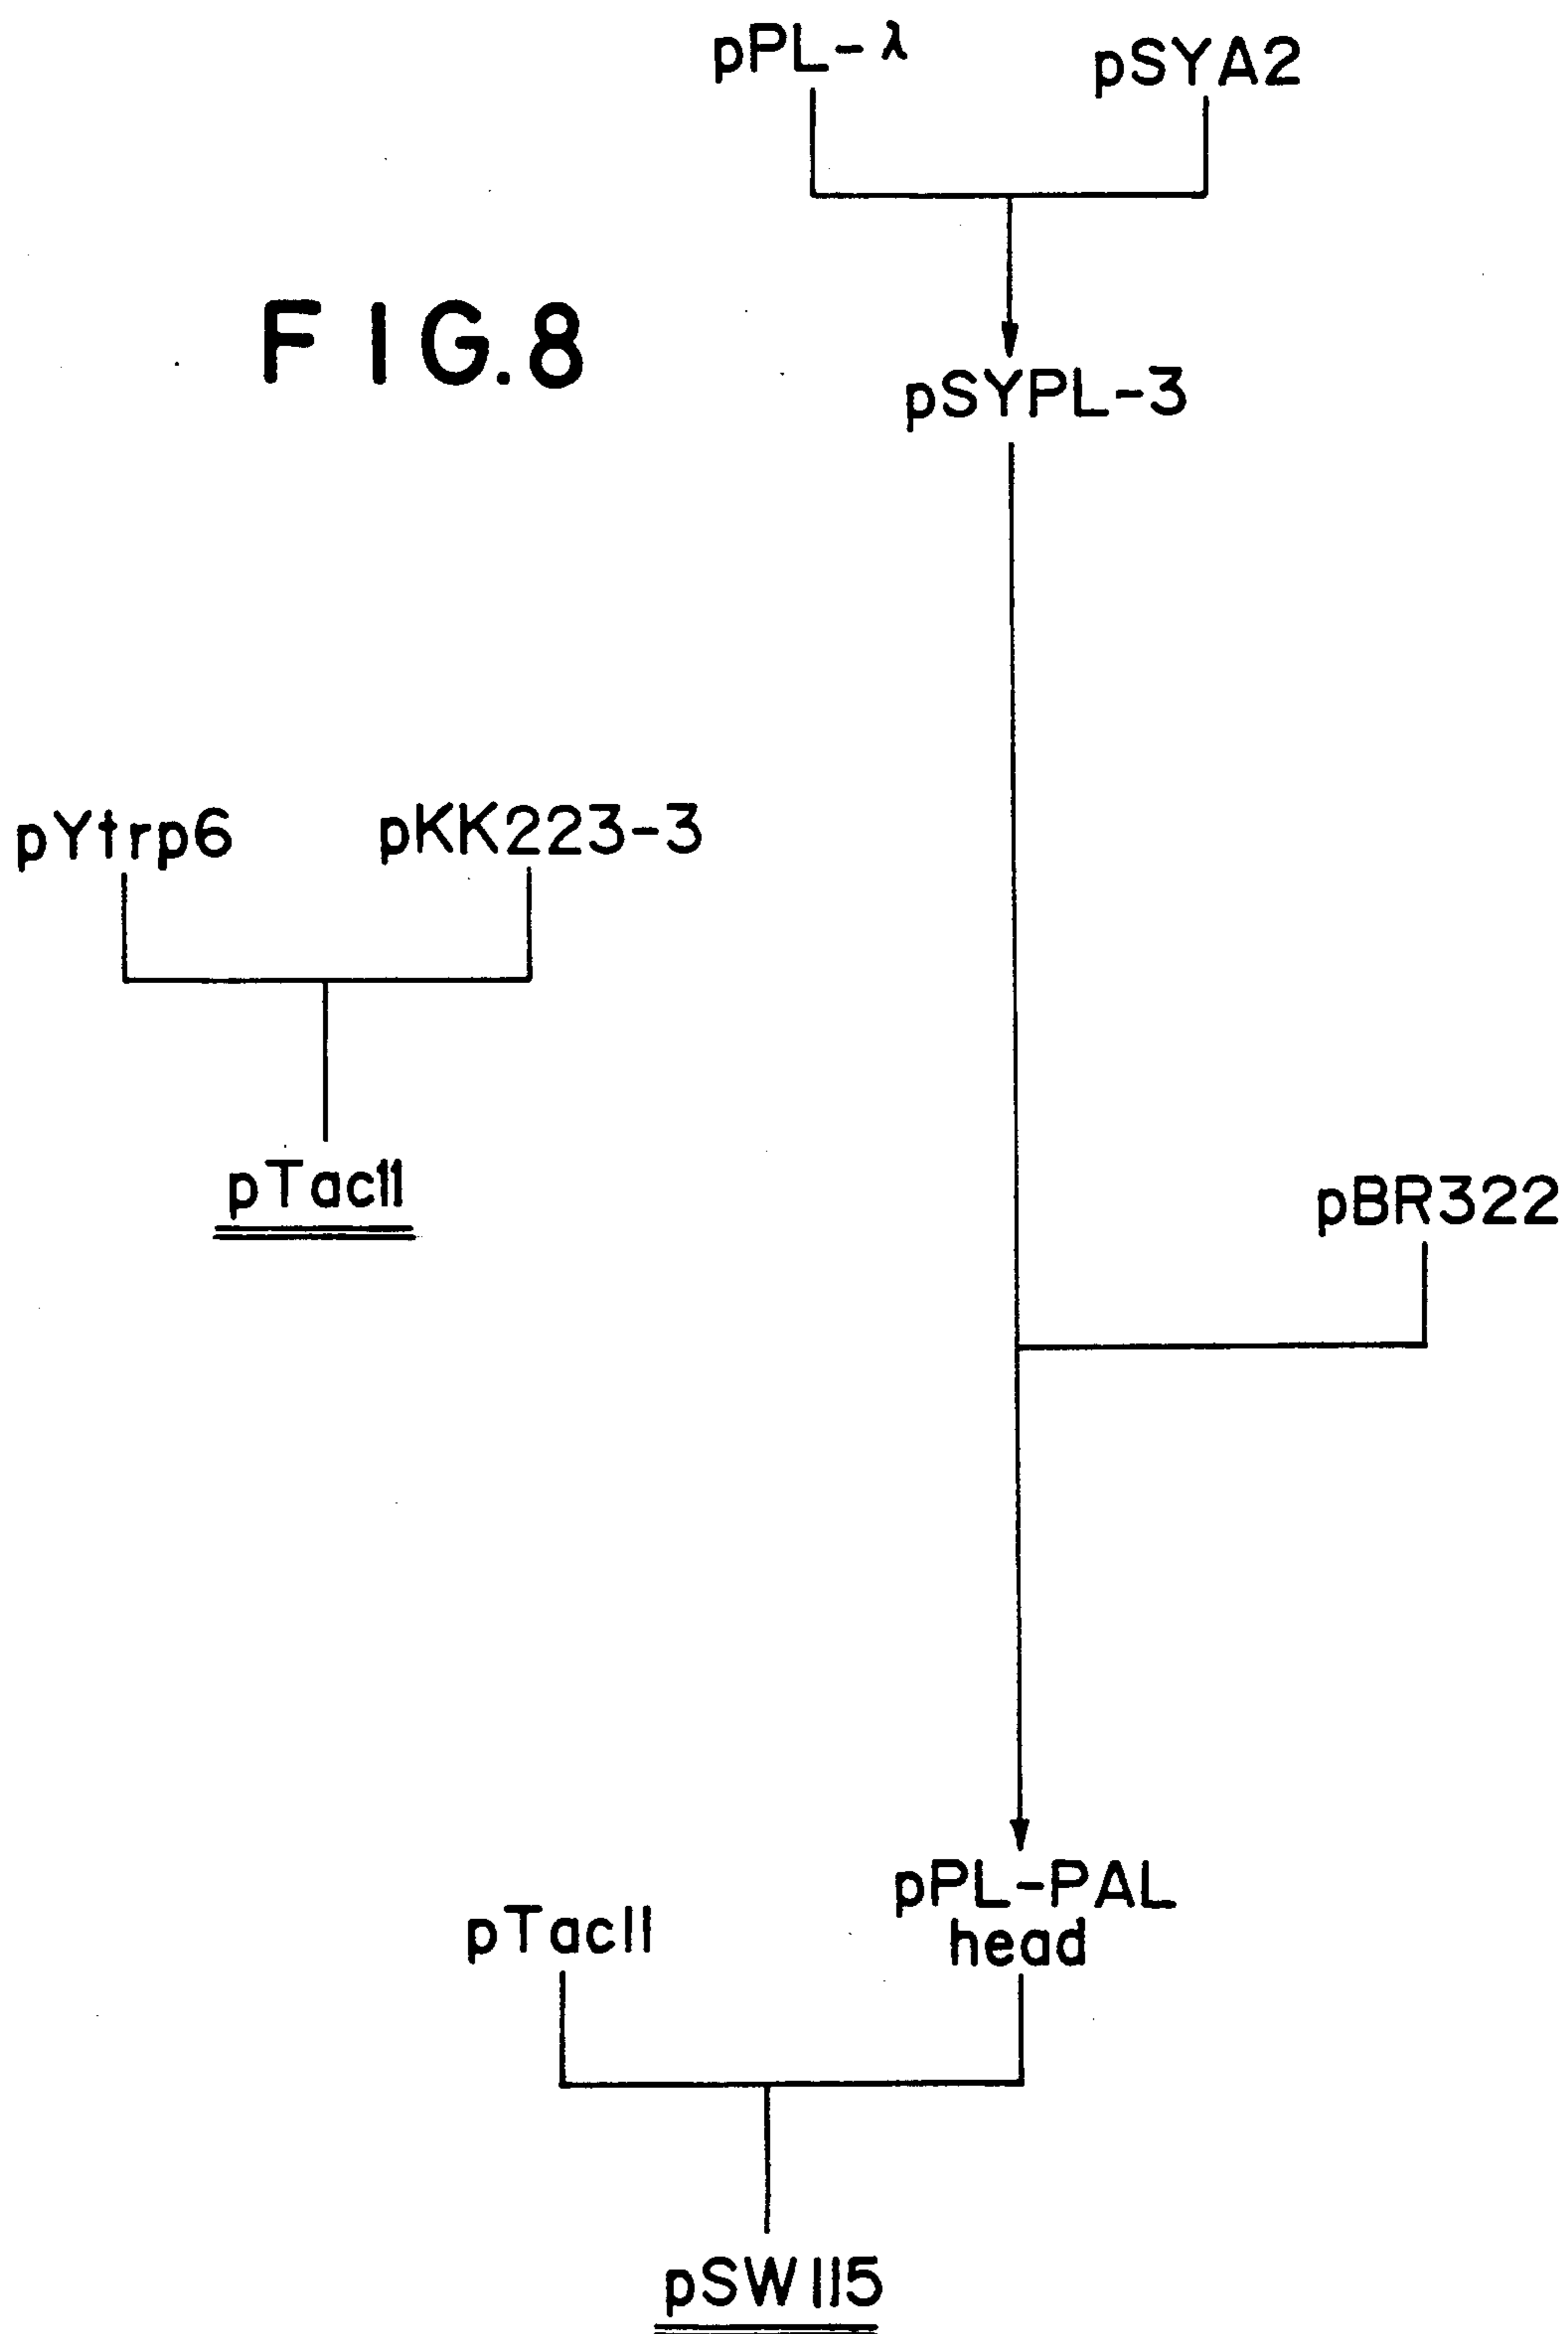 pPL-λ
pSYA2
FIG.8
pSYPL-3
pYtrp6
pKK223-3
pTac11
pBR322
pPL-PAL
head
pTac11
pSW115